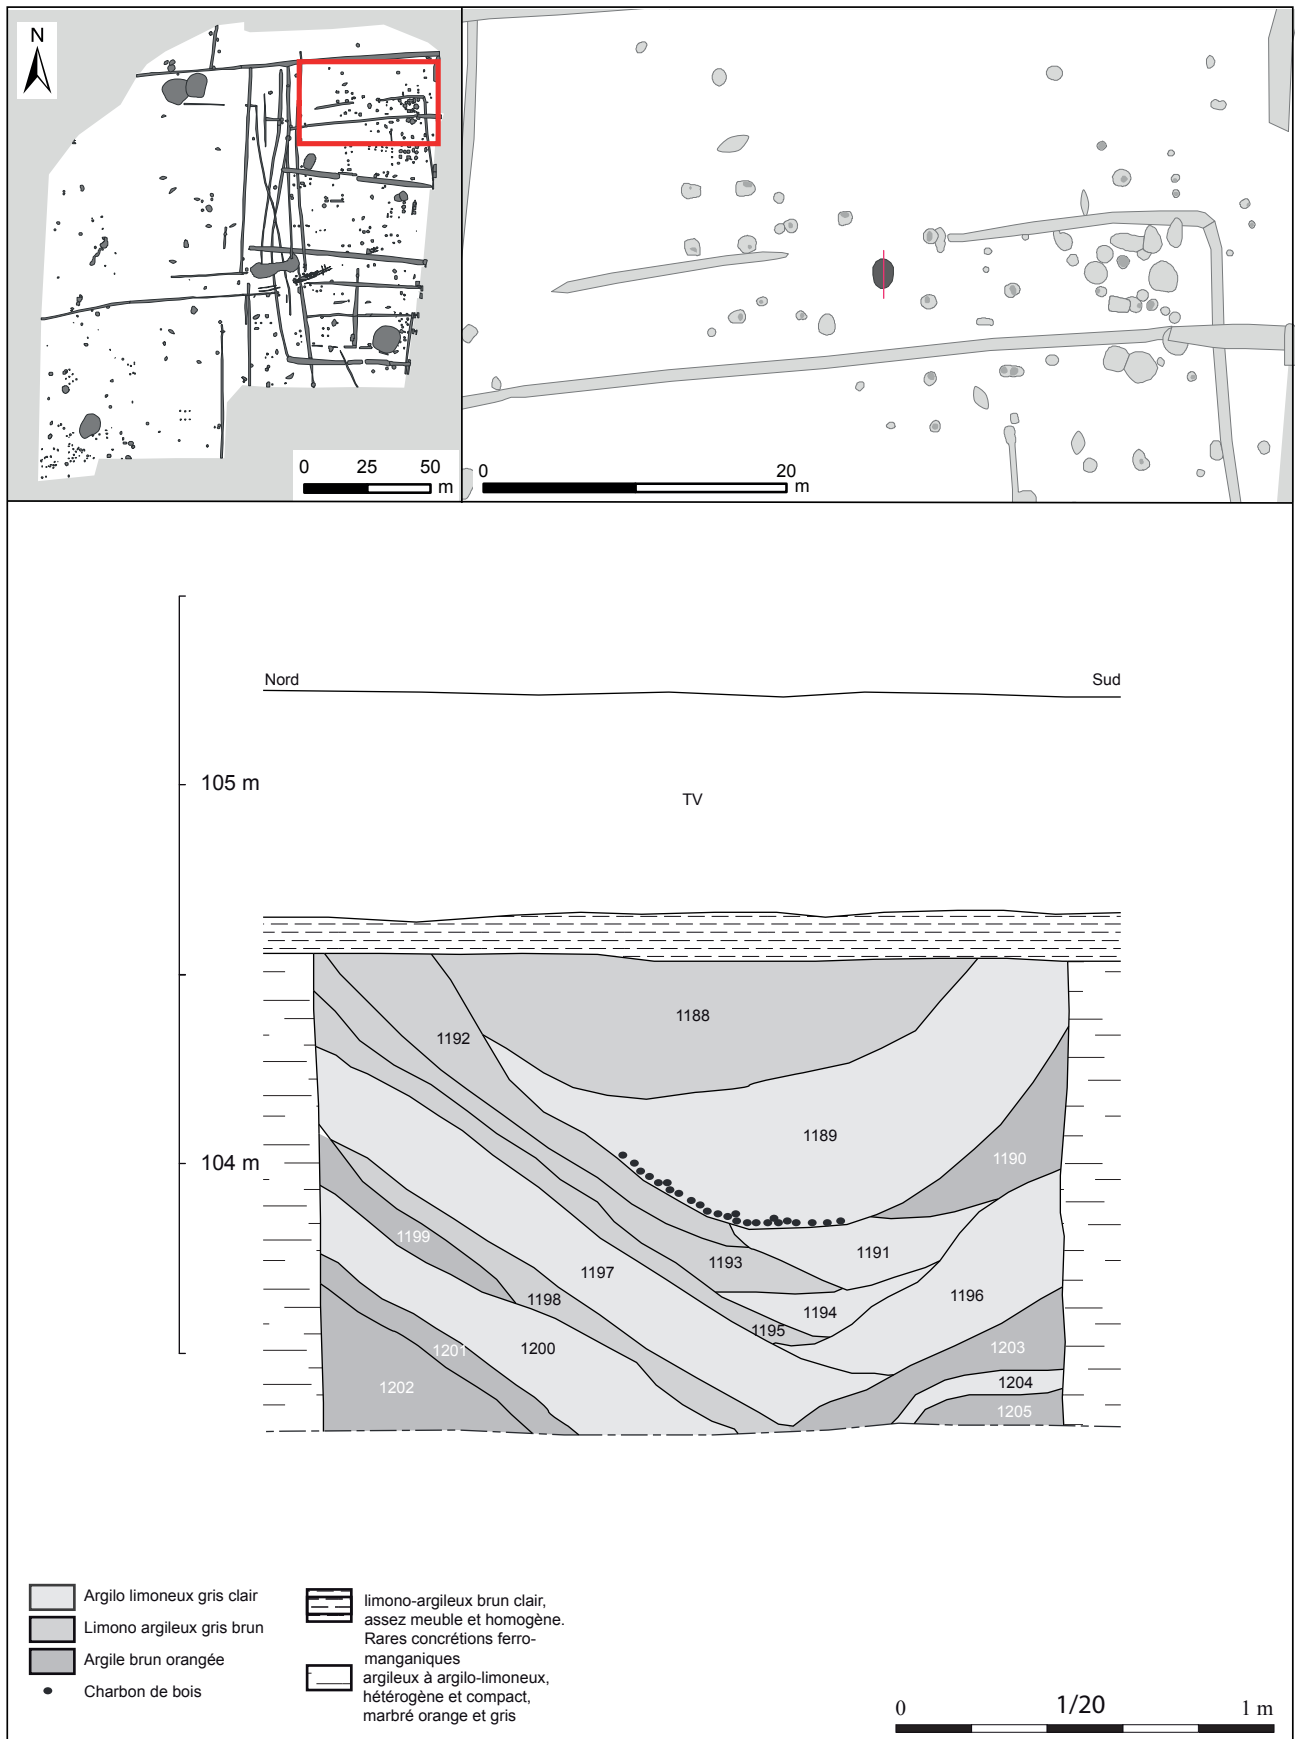 N
0 25 50
m
0 20
m
Nord
Sud
105 m
TV
1188
1192
1189
104 m
1190
1199
1191
1193
1197
1196
1198
1194
1195
1201
1200
1203
1202
1204
1205
Argilo limoneux gris clair
Limono argileux gris brun
Argile brun orangée
Charbon de bois
limono-argileux brun clair,
assez meuble et homogène.
Rares concrétions ferro-
manganiques
argileux à argilo-limoneux,
hétérogène et compact,
marbré orange et gris
0 1/20 1 m